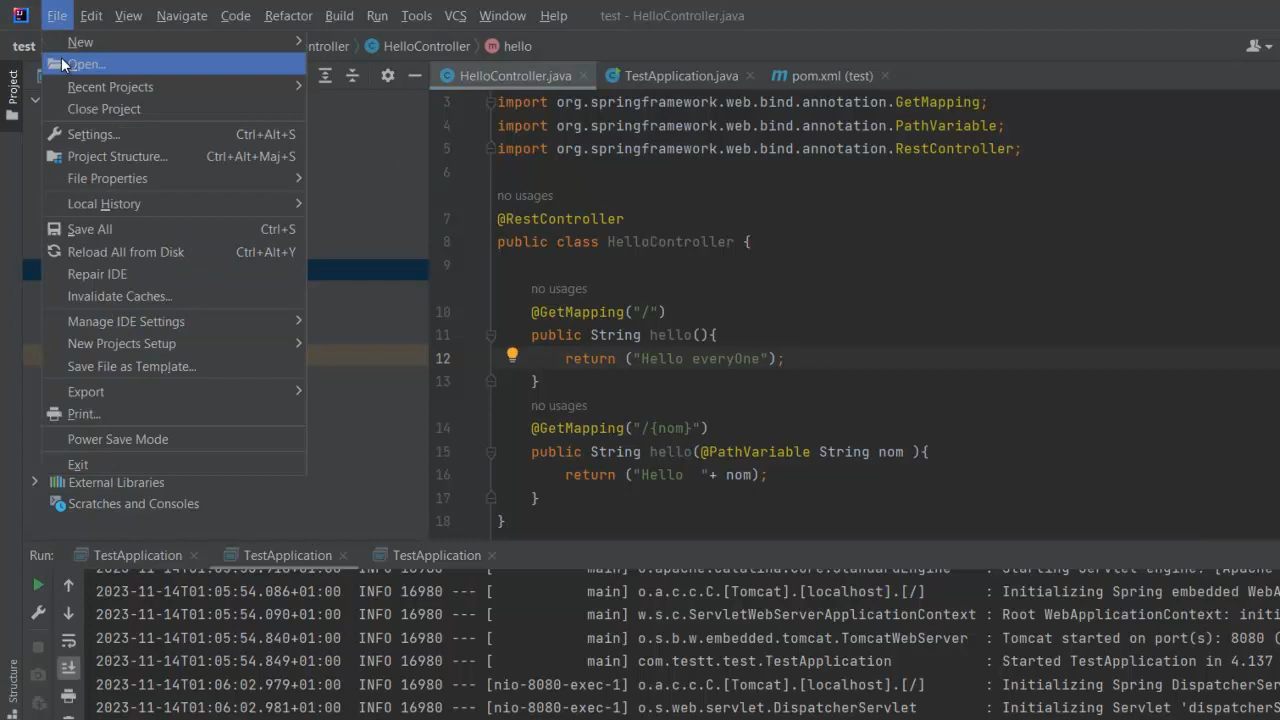 File Edit View Navigate Code Refactor Build Run Tools VCS Window Help test - HelloController.java
test ntroller HelloController hello
Project
New
Open...
Recent Projects
Close Project
Settings... Ctrl+Alt+S
Project Structure... Ctrl+Alt+Maj+S
File Properties
Local History
Save All Ctrl+S
Reload All from Disk Ctrl+Alt+Y
Repair IDE
Invalidate Caches...
Manage IDE Settings
New Projects Setup
Save File as Template...
Export
Print...
Power Save Mode
Exit
External Libraries
Scratches and Consoles
HelloController.java TestApplication.java pom.xml (test)
3 import org.springframework.web.bind.annotation.GetMapping;
4 import org.springframework.web.bind.annotation.PathVariable;
5 import org.springframework.web.bind.annotation.RestController;
6
no usages
7 @RestController
8 public class HelloController {
9
no usages
10 @GetMapping("/")
11 public String hello(){
12 return ("Hello everyOne");
13 }
no usages
14 @GetMapping("/{nom}")
15 public String hello(@PathVariable String nom ){
16 return ("Hello  "+ nom);
17 }
18 }
Run: TestApplication TestApplication TestApplication
Structure
main] o.apache.catalina.core.StandardEngine : Starting Servlet engine: [Apache
2023-11-14T01:05:54.086+01:00 INFO 16980 --- [ main] o.a.c.c.C.[Tomcat].[localhost].[/] : Initializing Spring embedded WebA
2023-11-14T01:05:54.090+01:00 INFO 16980 --- [ main] w.s.c.ServletWebServerApplicationContext : Root WebApplicationContext: initi
2023-11-14T01:05:54.840+01:00 INFO 16980 --- [ main] o.s.b.w.embedded.tomcat.TomcatWebServer : Tomcat started on port(s): 8080 (
2023-11-14T01:05:54.849+01:00 INFO 16980 --- [ main] com.testt.test.TestApplication : Started TestApplication in 4.137
2023-11-14T01:06:02.979+01:00 INFO 16980 --- [nio-8080-exec-1] o.a.c.c.C.[Tomcat].[localhost].[/] : Initializing Spring DispatcherSe
2023-11-14T01:06:02.981+01:00 INFO 16980 --- [nio-8080-exec-1] o.s.web.servlet.DispatcherServlet : Initializing Servlet 'dispatcherS